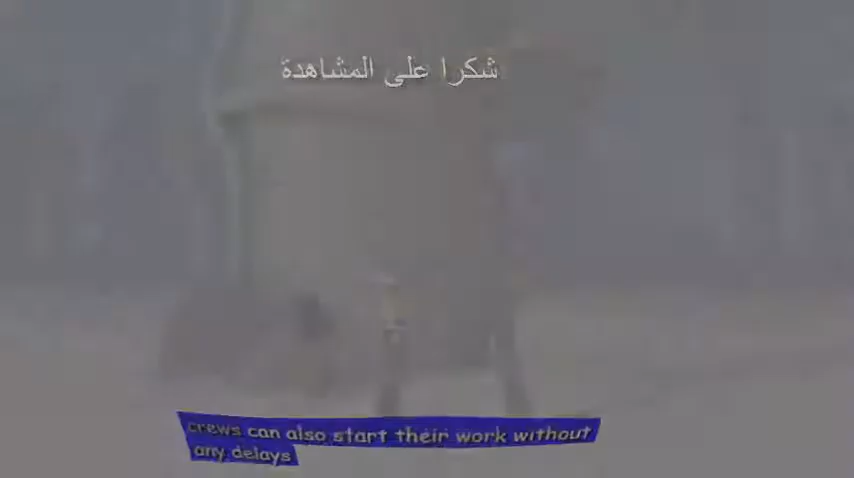 شكرا على المشاهدة
crews can also start their work without
any delays